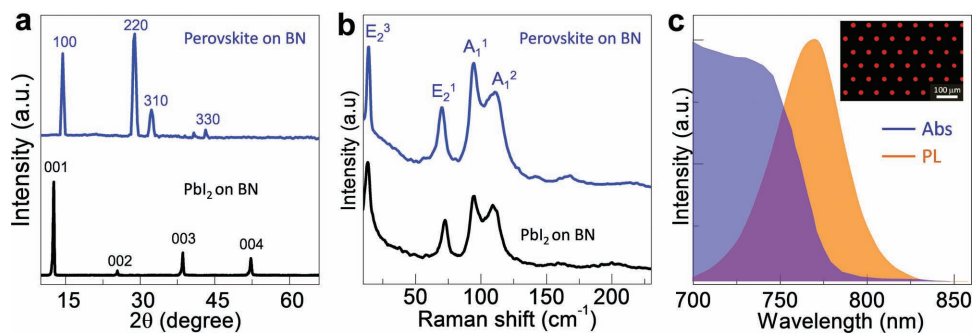 a
Perovskite on BN
100
220
310
330
001
PbI₂ on BN
002
003
004
Intensity (a.u.)
15
30
45
60
2θ (degree)
b
E₂³
Perovskite on BN
A₁¹
E₂¹
A₁²
PbI₂ on BN
Intensity (a.u.)
50
100
150
200
Raman shift (cm⁻¹)
c
100 µm
Abs
PL
Intensity (a.u.)
700
750
800
850
Wavelength (nm)